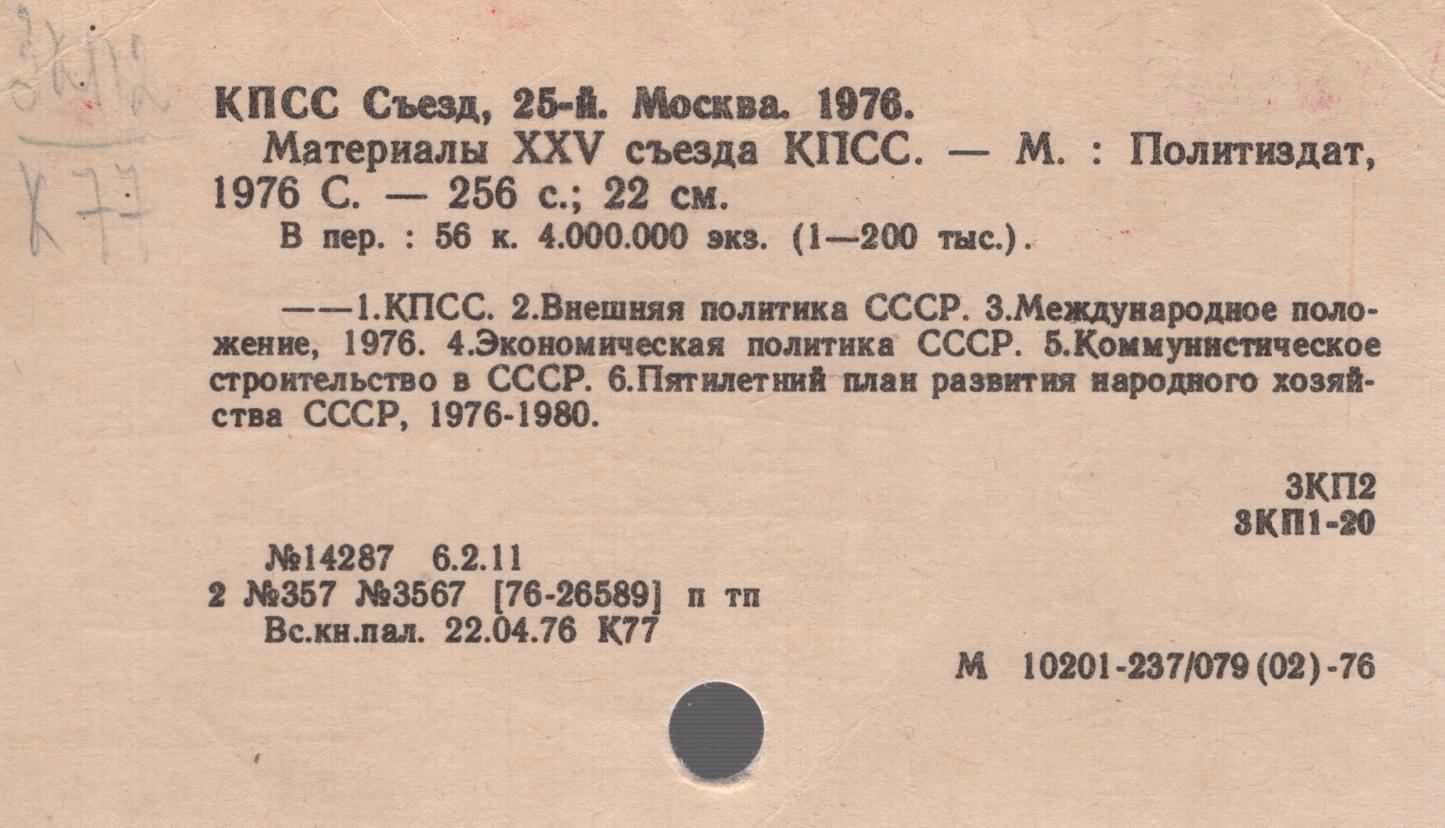 3КП2
К77
КПСС Съезд, 25-й. Москва. 1976.
Материалы XXV съезда КПСС. — М. : Политиздат,
1976 С. — 256 с.; 22 см.
В пер. : 56 к. 4.000.000 экз. (1—200 тыс.).
——1.КПСС. 2.Внешняя политика СССР. 3.Международное поло-
жение, 1976. 4.Экономическая политика СССР. 5.Коммунистическое
строительство в СССР. 6.Пятилетний план развития народного хозяй-
ства СССР, 1976-1980.
3КП2
3КП1-20
№14287 6.2.11
2 №357 №3567 [76-26589] п тп
Вс.кн.пал. 22.04.76 К77
М 10201-237/079(02)-76